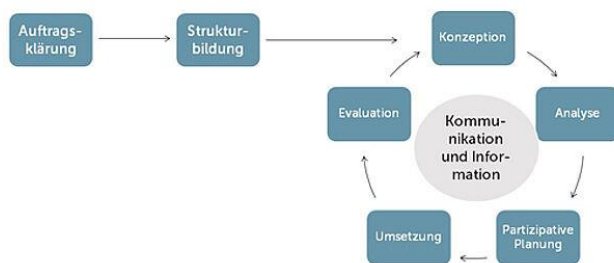 Auftrags-
klärung
Struktur-
bildung
Konzeption
Evaluation
Kommu-
nikation
und Infor-
mation
Analyse
Umsetzung
Partizipative
Planung